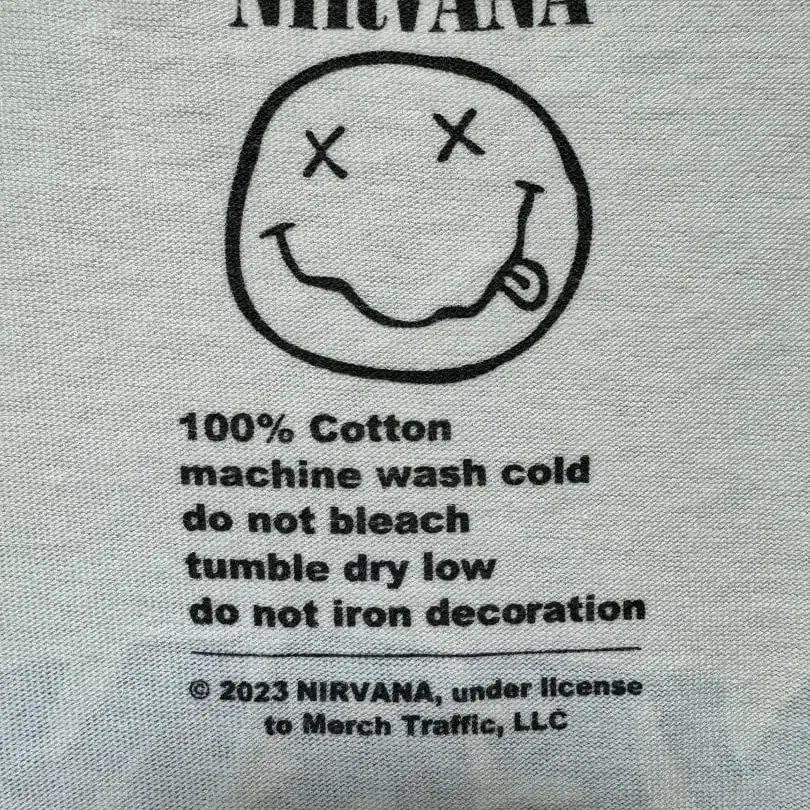 NIRVANA
100% Cotton
machine wash cold
do not bleach
tumble dry low
do not iron decoration
© 2023 NIRVANA, under license
to Merch Traffic, LLC